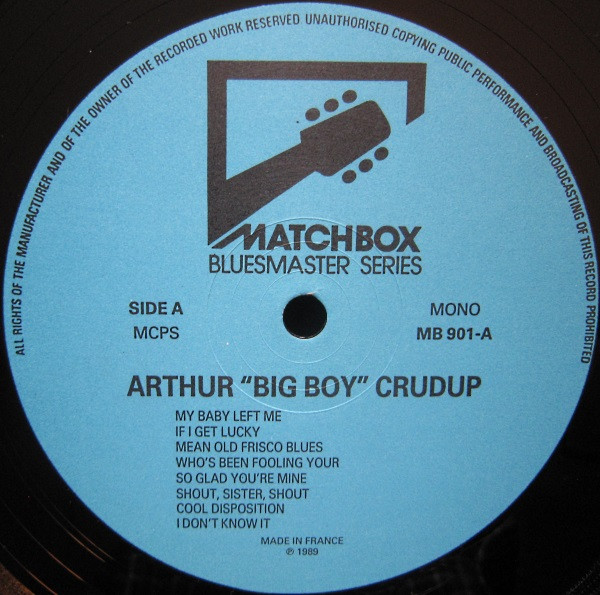 ALL RIGHTS OF THE MANUFACTURER AND OF THE OWNER OF THE RECORDED WORK RESERVED UNAUTHORISED COPYING PUBLIC PERFORMANCE AND BROADCASTING OF THIS RECORD PROHIBITED
MATCHBOX
BLUESMASTER SERIES
SIDE A MONO
MCPS MB 901-A
ARTHUR "BIG BOY" CRUDUP
MY BABY LEFT ME
IF I GET LUCKY
MEAN OLD FRISCO BLUES
WHO'S BEEN FOOLING YOUR
SO GLAD YOU'RE MINE
SHOUT, SISTER, SHOUT
COOL DISPOSITION
I DON'T KNOW IT
MADE IN FRANCE
℗ 1989